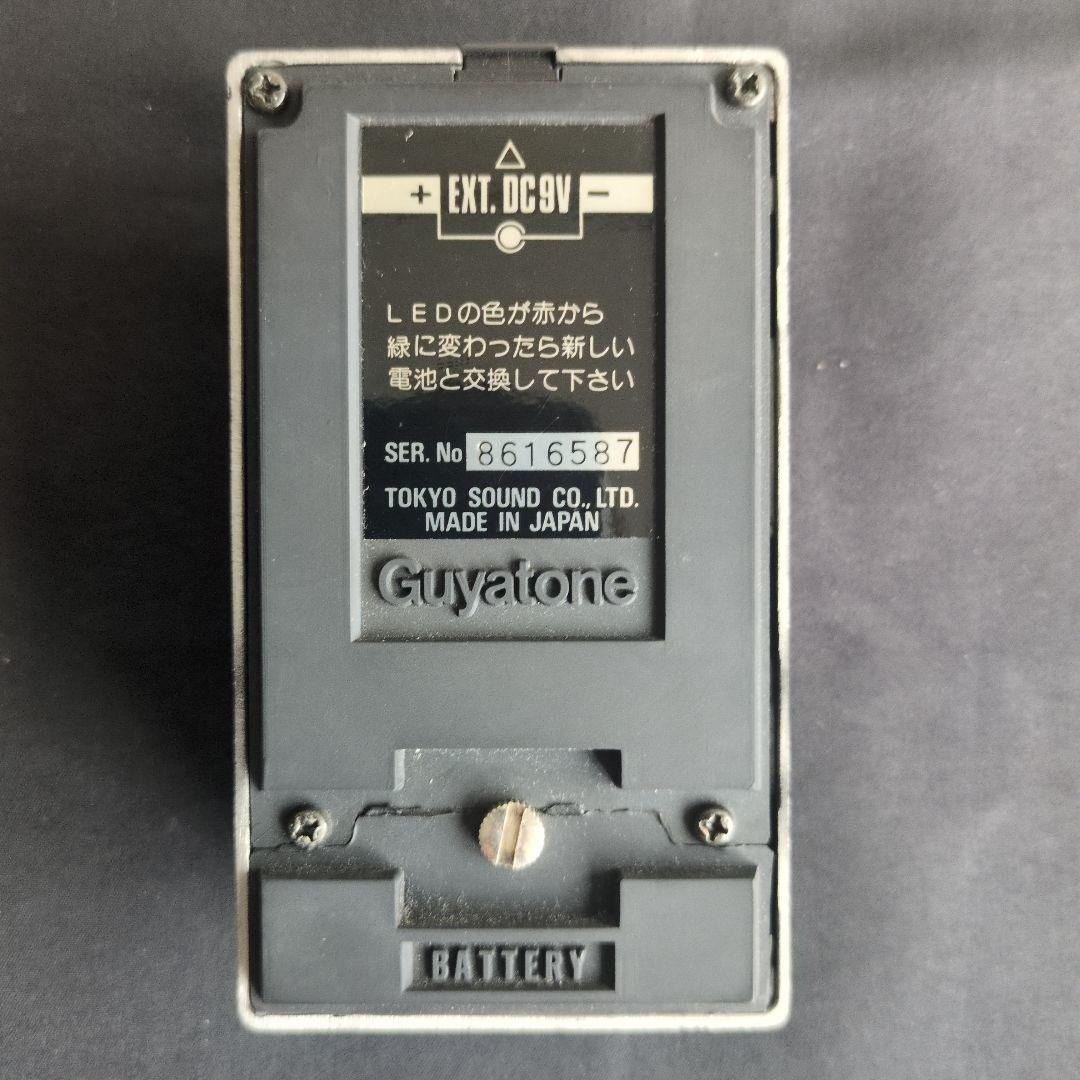 + EXT. DC9V −
LEDの色が赤から
緑に変わったら新しい
電池と交換して下さい
SER. No 8616587
TOKYO SOUND CO., LTD.
MADE IN JAPAN
Guyatone
BATTERY